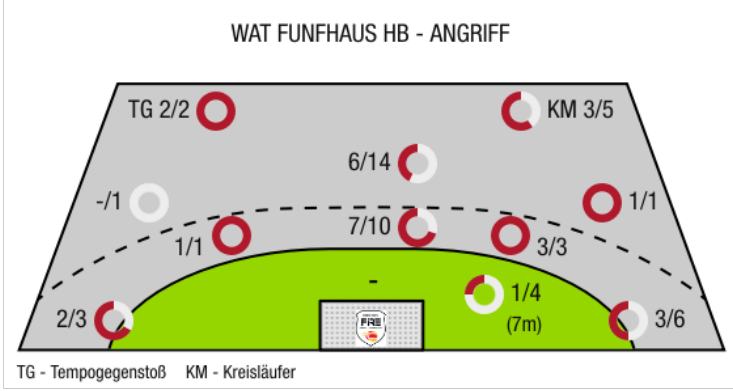 WAT FUNFHAUS HB - ANGRIFF
TG 2/2
KM 3/5
6/14
-/1
1/1
7/10
1/1
3/3
-
1/4
(7m)
2/3
FIRE
3/6
TG - Tempogegenstoß KM - Kreisläufer